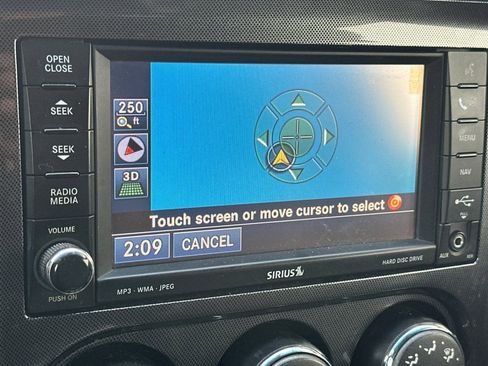 OPEN
CLOSE
SEEK
SEEK
RADIO
MEDIA
VOLUME
PUSH ON
250
ft
3D
Touch screen or move cursor to select
2:09
CANCEL
SIRIUS
MP3 · WMA · JPEG
HARD DISC DRIVE
MENU
NAV
AUX